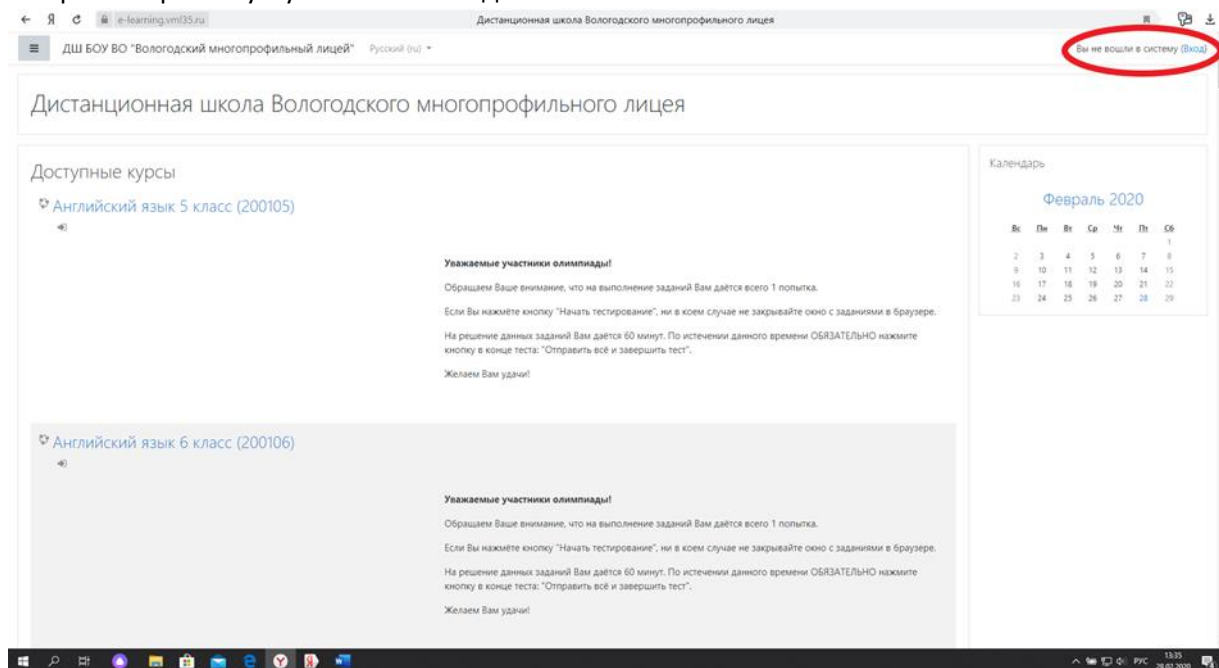 e-learning.vml35.ru
Дистанционная школа Вологодского многопрофильного лицея
ДШ БОУ ВО "Вологодский многопрофильный лицей"
Русский (ru)
Вы не вошли в систему (Вход)
Дистанционная школа Вологодского многопрофильного лицея
Доступные курсы
Английский язык 5 класс (200105)
Уважаемые участники олимпиады!
Обращаем Ваше внимание, что на выполнение заданий Вам даётся всего 1 попытка.
Если Вы нажмёте кнопку "Начать тестирование", ни в коем случае не закрывайте окно с заданиями в браузере.
На решение данных заданий Вам даётся 60 минут. По истечении данного времени ОБЯЗАТЕЛЬНО нажмите
кнопку в конце теста: "Отправить всё и завершить тест".
Желаем Вам удачи!
Английский язык 6 класс (200106)
Уважаемые участники олимпиады!
Обращаем Ваше внимание, что на выполнение заданий Вам даётся всего 1 попытка.
Если Вы нажмёте кнопку "Начать тестирование", ни в коем случае не закрывайте окно с заданиями в браузере.
На решение данных заданий Вам даётся 60 минут. По истечении данного времени ОБЯЗАТЕЛЬНО нажмите
кнопку в конце теста: "Отправить всё и завершить тест".
Желаем Вам удачи!
Календарь
Февраль 2020
Вс Пн Вт Ср Чт Пт Сб
1
2 3 4 5 6 7 8
9 10 11 12 13 14 15
16 17 18 19 20 21 22
23 24 25 26 27 28 29
РУС
13:35
28.02.2020